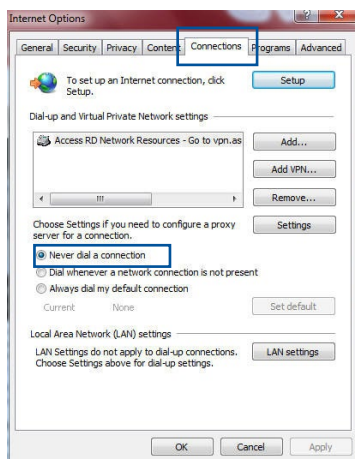 Internet Options
General Security Privacy Content Connections Programs Advanced
To set up an Internet connection, click
Setup.
Setup
Dial-up and Virtual Private Network settings
Access RD Network Resources - Go to vpn.as
Add...
Add VPN...
Remove...
Choose Settings if you need to configure a proxy
server for a connection.
Settings
Never dial a connection
Dial whenever a network connection is not present
Always dial my default connection
Current None
Set default
Local Area Network (LAN) settings
LAN Settings do not apply to dial-up connections.
Choose Settings above for dial-up settings.
LAN settings
OK Cancel Apply